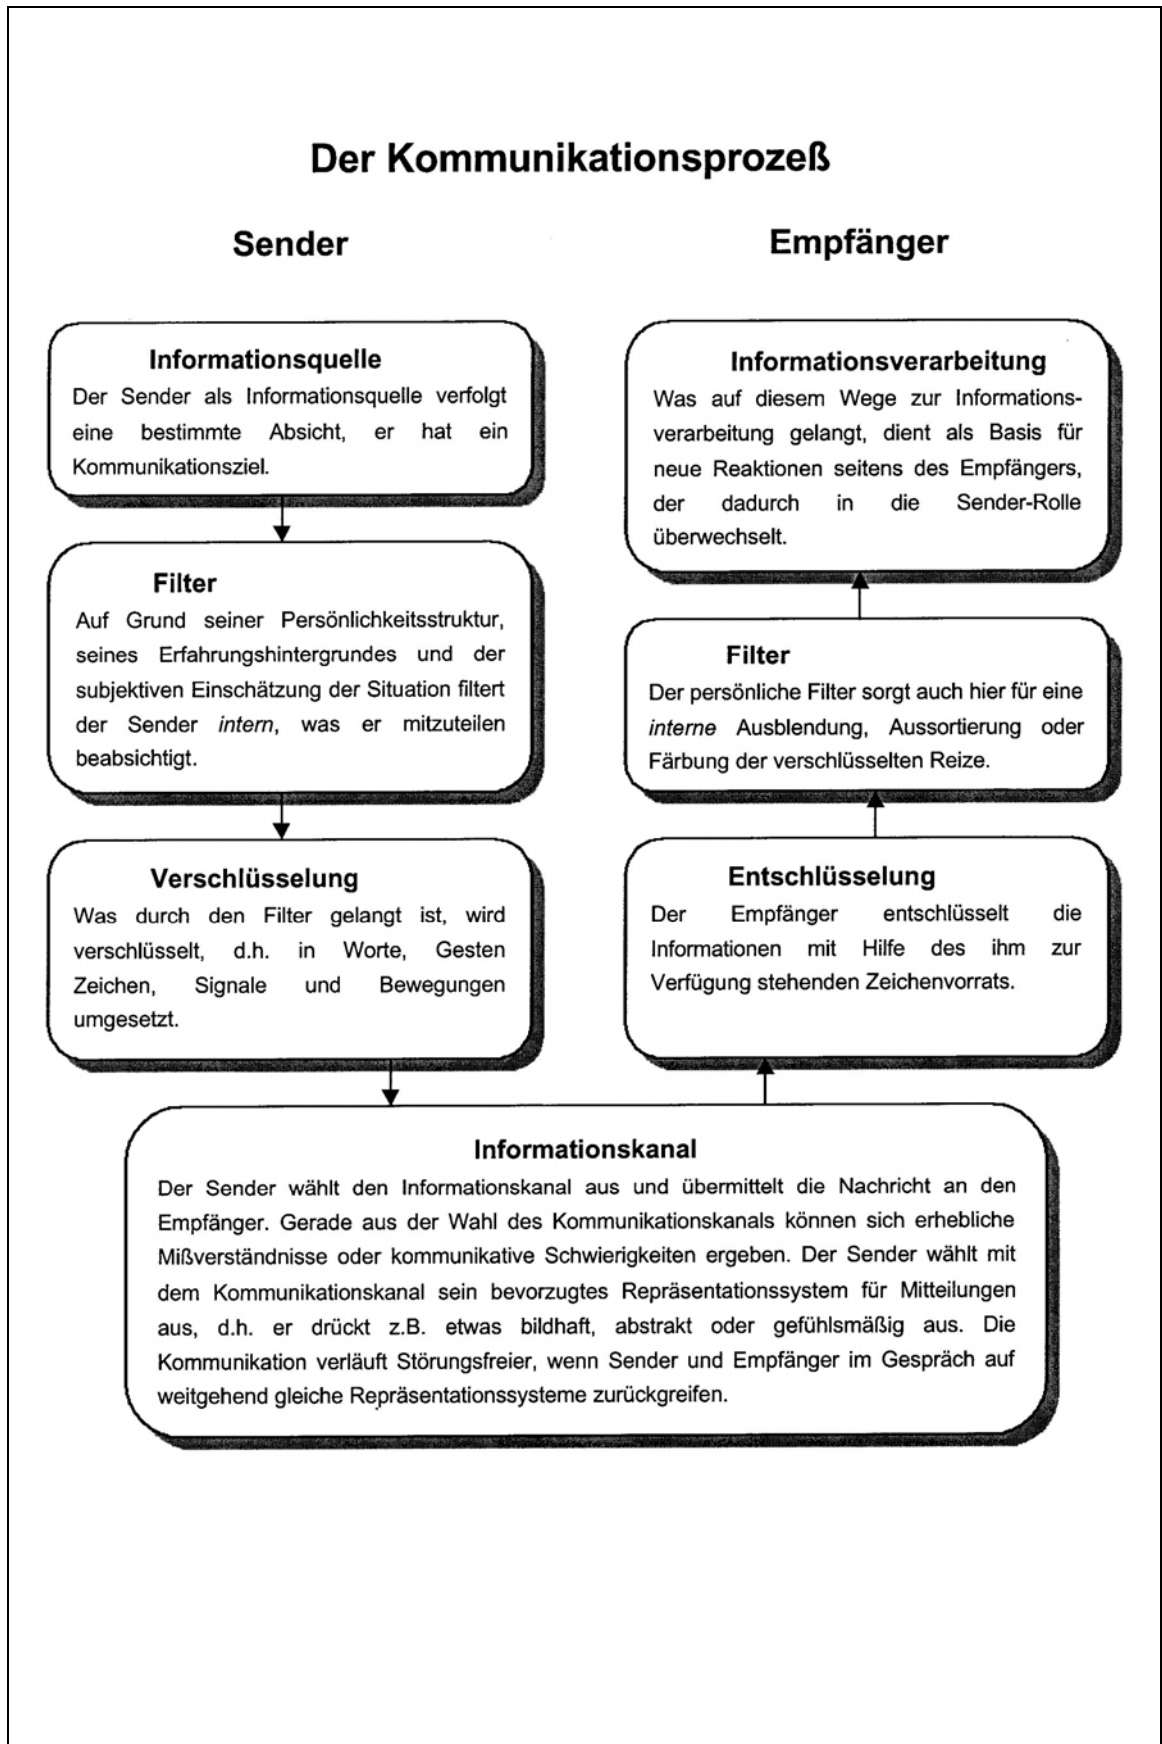 Der Kommunikationsprozeß
Sender
Informationsquelle
Der Sender als Informationsquelle verfolgt
eine bestimmte Absicht, er hat ein
Kommunikationsziel.
Filter
Auf Grund seiner Persönlichkeitsstruktur,
seines Erfahrungshintergrundes und der
subjektiven Einschätzung der Situation filtert
der Sender intern, was er mitzuteilen
beabsichtigt.
Verschlüsselung
Was durch den Filter gelangt ist, wird
verschlüsselt, d.h. in Worte, Gesten
Zeichen, Signale und Bewegungen
umgesetzt.
Informationskanal
Der Sender wählt den Informationskanal aus und übermittelt die Nachricht an den
Empfänger. Gerade aus der Wahl des Kommunikationskanals können sich erhebliche
Mißverständnisse oder kommunikative Schwierigkeiten ergeben. Der Sender wählt mit
dem Kommunikationskanal sein bevorzugtes Repräsentationssystem für Mitteilungen
aus, d.h. er drückt z.B. etwas bildhaft, abstrakt oder gefühlsmäßig aus. Die
Kommunikation verläuft Störungsfreier, wenn Sender und Empfänger im Gespräch auf
weitgehend gleiche Repräsentationssysteme zurückgreifen.
Empfänger
Informationsverarbeitung
Was auf diesem Wege zur Informations-
verarbeitung gelangt, dient als Basis für
neue Reaktionen seitens des Empfängers,
der dadurch in die Sender-Rolle
überwechselt.
Filter
Der persönliche Filter sorgt auch hier für eine
interne Ausblendung, Aussortierung oder
Färbung der verschlüsselten Reize.
Entschlüsselung
Der Empfänger entschlüsselt die
Informationen mit Hilfe des ihm zur
Verfügung stehenden Zeichenvorrats.